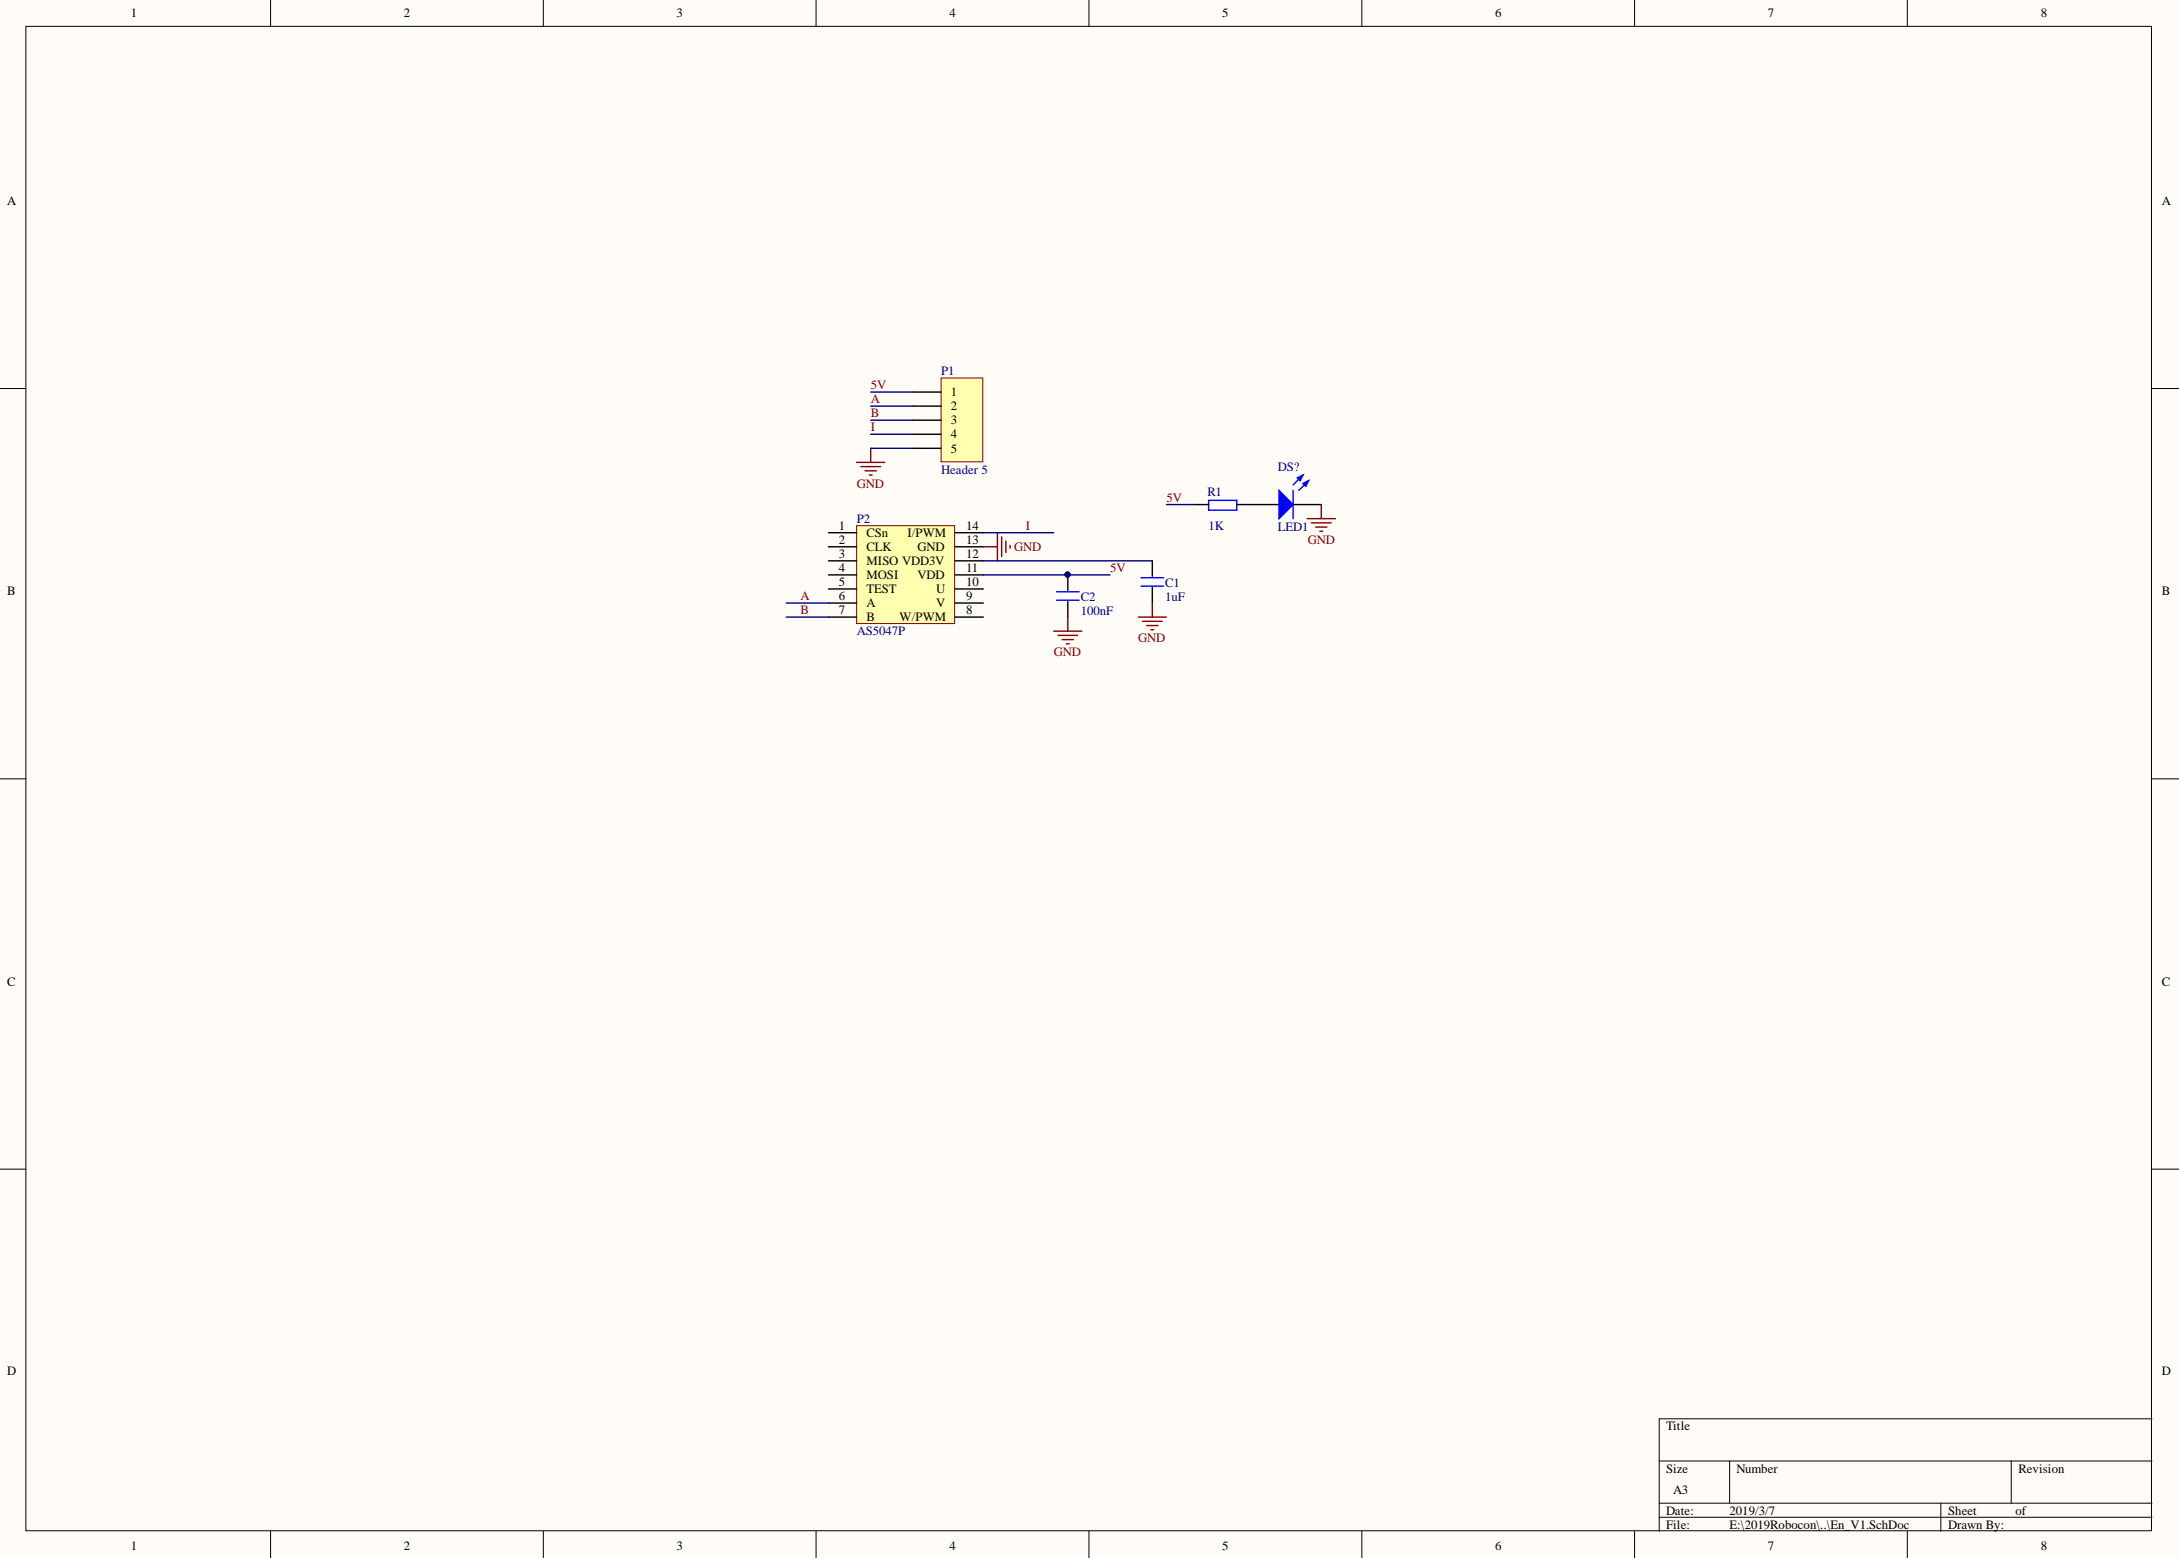 1 2 3 4 5 6 7 8
A A
P1
5V 1
A 2
B 3
I 4
5
GND
Header 5
DS?
5V R1
1K
LED1
GND
P2
1 CSn I/PWM 14 I
2 CLK GND 13 GND
3 MISO VDD3V 12
4 MOSI VDD 11 5V
5 TEST U 10
A 6 A V 9
B 7 B W/PWM 8
AS5047P
C2
100nF
GND
C1
1uF
GND
B B
C C
D D
Title
Size Number Revision
A3
Date: 2019/3/7 Sheet of
File: E:\2019Robocon\..\En_V1.SchDoc Drawn By:
1 2 3 4 5 6 7 8